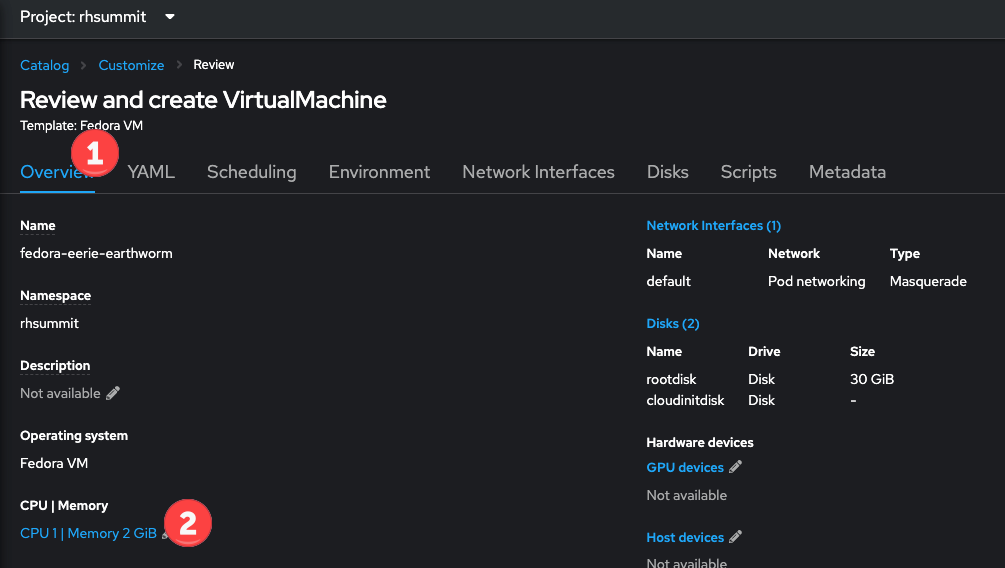 Project: rhsummit
Catalog > Customize > Review
Review and create VirtualMachine
Template: Fedora VM
1
Overview YAML Scheduling Environment Network Interfaces Disks Scripts Metadata
Name
fedora-eerie-earthworm
Namespace
rhsummit
Description
Not available
Operating system
Fedora VM
CPU | Memory
CPU 1 | Memory 2 GiB
2
Network Interfaces (1)
Name Network Type
default Pod networking Masquerade
Disks (2)
Name Drive Size
rootdisk Disk 30 GiB
cloudinitdisk Disk -
Hardware devices
GPU devices
Not available
Host devices
Not available